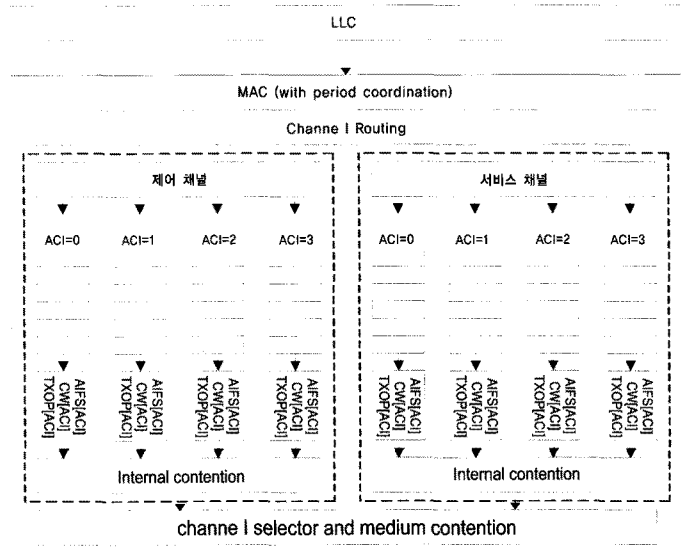 LLC
MAC (with period coordination)
Channe l Routing
제어 채널
ACI=0 ACI=1 ACI=2 ACI=3
AIFS[ACI] CW[ACI] TXOP[ACI]
AIFS[ACI] CW[ACI] TXOP[ACI]
AIFS[ACI] CW[ACI] TXOP[ACI]
AIFS[ACI] CW[ACI] TXOP[ACI]
Internal contention
서비스 채널
ACI=0 ACI=1 ACI=2 ACI=3
AIFS[ACI] CW[ACI] TXOP[ACI]
AIFS[ACI] CW[ACI] TXOP[ACI]
AIFS[ACI] CW[ACI] TXOP[ACI]
AIFS[ACI] CW[ACI] TXOP[ACI]
Internal contention
channe l selector and medium contention